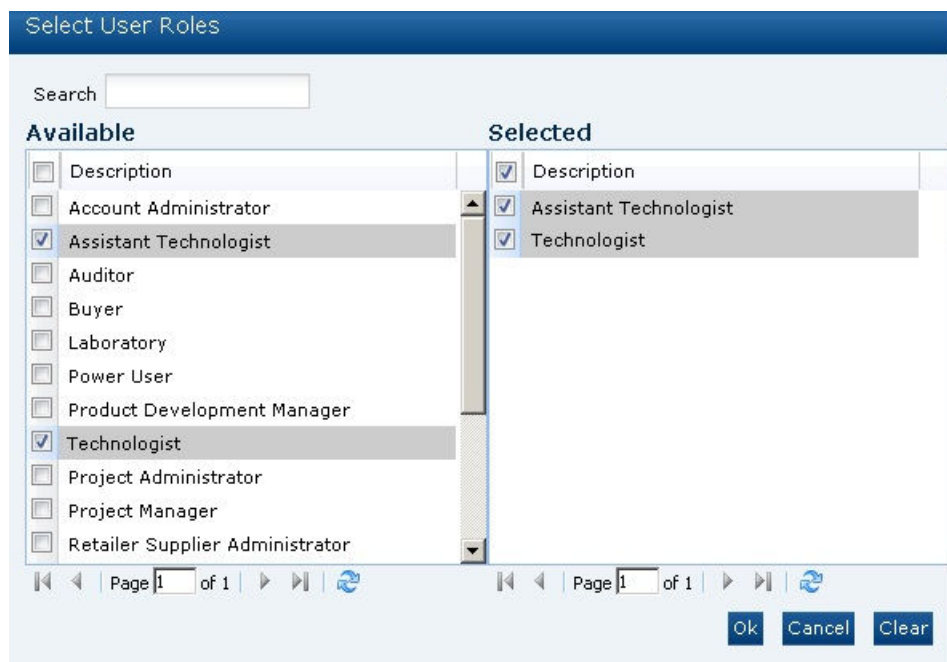 Select User Roles
Search
Available
Description
Account Administrator
Assistant Technologist
Auditor
Buyer
Laboratory
Power User
Product Development Manager
Technologist
Project Administrator
Project Manager
Retailer Supplier Administrator
Page 1 of 1
Selected
Description
Assistant Technologist
Technologist
Page 1 of 1
Ok Cancel Clear